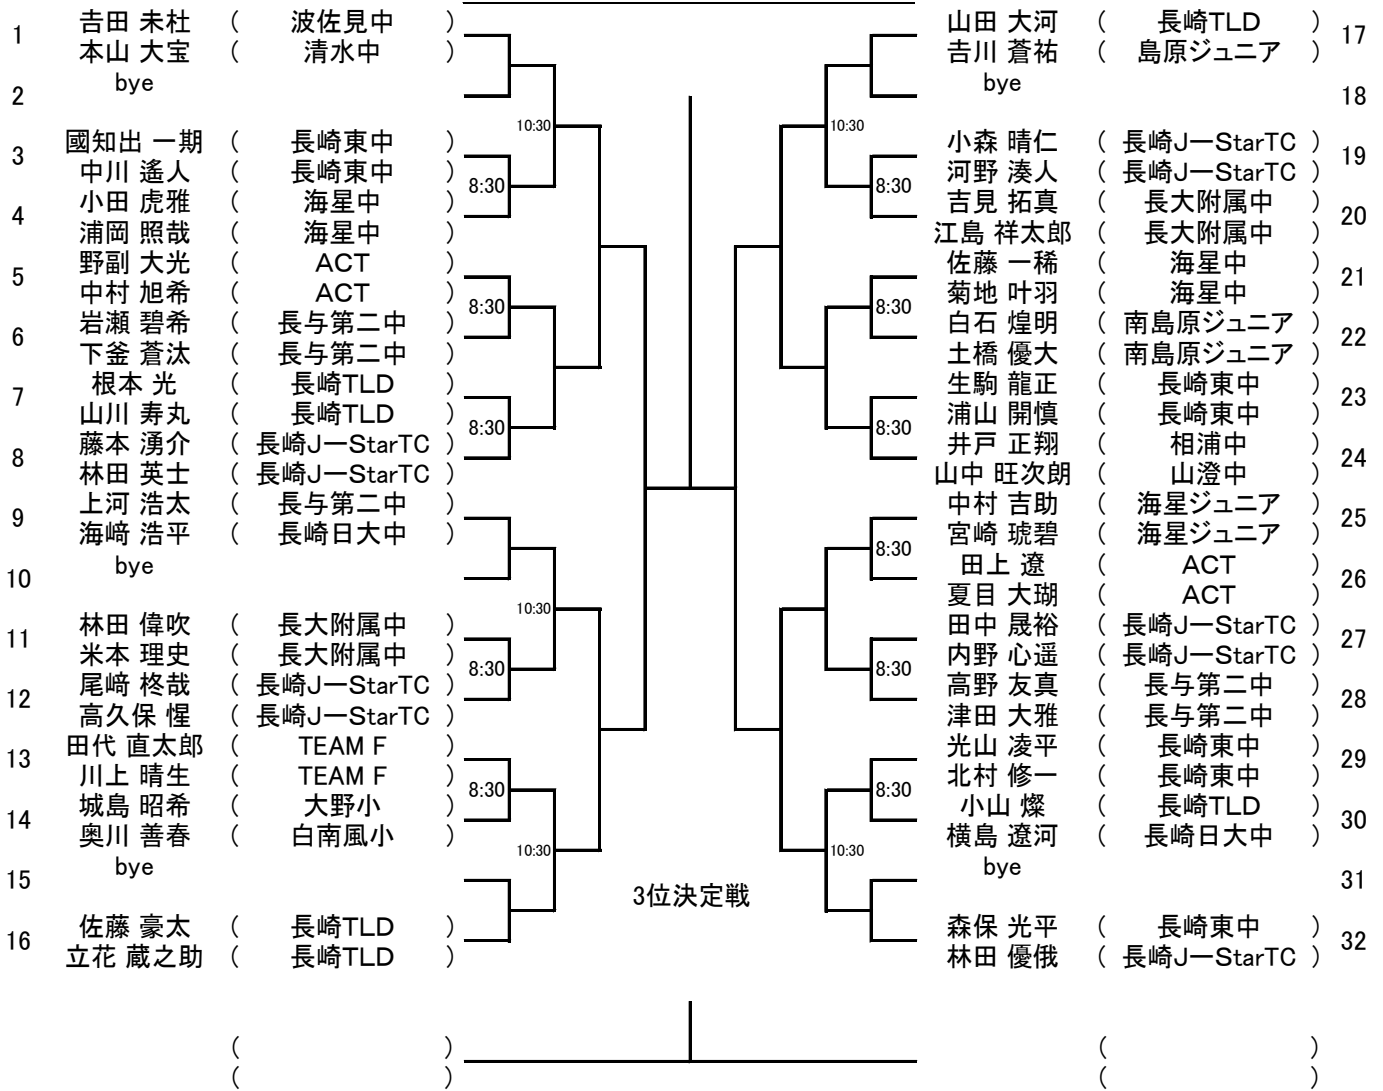 1 吉田 未杜 ( 波佐見中 )
本山 大宝 ( 清水中 )
2 bye
3 國知出 一期 ( 長崎東中 )
中川 遙人 ( 長崎東中 )
4 小田 虎雅 ( 海星中 )
浦岡 照哉 ( 海星中 )
5 野副 大光 ( ACT )
中村 旭希 ( ACT )
6 岩瀬 碧希 ( 長与第二中 )
下釜 蒼汰 ( 長与第二中 )
7 根本 光 ( 長崎TLD )
山川 寿丸 ( 長崎TLD )
8 藤本 湧介 ( 長崎J－StarTC )
林田 英士 ( 長崎J－StarTC )
9 上河 浩太 ( 長与第二中 )
海﨑 浩平 ( 長崎日大中 )
10 bye
11 林田 偉吹 ( 長大附属中 )
米本 理史 ( 長大附属中 )
12 尾﨑 柊哉 ( 長崎J－StarTC )
高久保 惺 ( 長崎J－StarTC )
13 田代 直太郎 ( TEAM F )
川上 晴生 ( TEAM F )
14 城島 昭希 ( 大野小 )
奥川 善春 ( 白南風小 )
15 bye
16 佐藤 豪太 ( 長崎TLD )
立花 蔵之助 ( 長崎TLD )
( )
( )
10:30
8:30
8:30
8:30
10:30
8:30
8:30
10:30
3位決定戦
10:30
8:30
8:30
8:30
8:30
8:30
8:30
10:30
山田 大河 ( 長崎TLD ) 17
𠮷川 蒼祐 ( 島原ジュニア )
bye 18
小森 晴仁 ( 長崎J－StarTC ) 19
河野 湊人 ( 長崎J－StarTC )
吉見 拓真 ( 長大附属中 ) 20
江島 祥太郎 ( 長大附属中 )
佐藤 一稀 ( 海星中 ) 21
菊地 叶羽 ( 海星中 )
白石 煌明 ( 南島原ジュニア ) 22
土橋 優大 ( 南島原ジュニア )
生駒 龍正 ( 長崎東中 ) 23
浦山 開慎 ( 長崎東中 )
井戸 正翔 ( 相浦中 ) 24
山中 旺次朗 ( 山澄中 )
中村 吉助 ( 海星ジュニア ) 25
宮崎 琥碧 ( 海星ジュニア )
田上 遼 ( ACT ) 26
夏目 大瑚 ( ACT )
田中 晟裕 ( 長崎J－StarTC ) 27
内野 心遥 ( 長崎J－StarTC )
高野 友真 ( 長与第二中 ) 28
津田 大雅 ( 長与第二中 )
光山 凌平 ( 長崎東中 ) 29
北村 修一 ( 長崎東中 )
小山 燦 ( 長崎TLD ) 30
横島 遼河 ( 長崎日大中 )
bye 31
森保 光平 ( 長崎東中 ) 32
林田 優俄 ( 長崎J－StarTC )
( )
( )